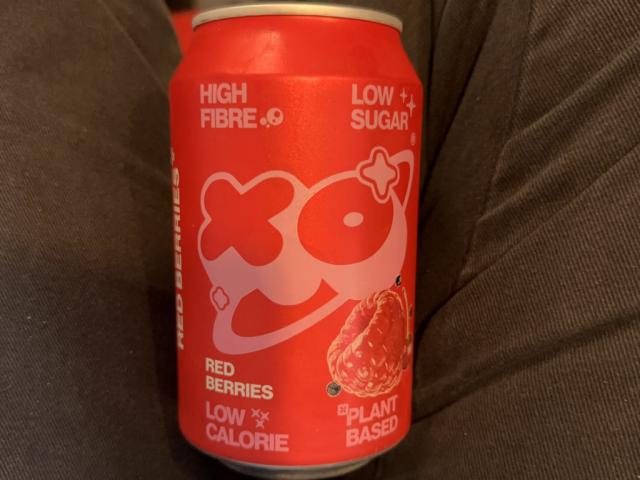 HIGH
FIBRE
LOW
SUGAR
XO
RED BERRIES
RED
BERRIES
LOW
CALORIE
PLANT
BASED